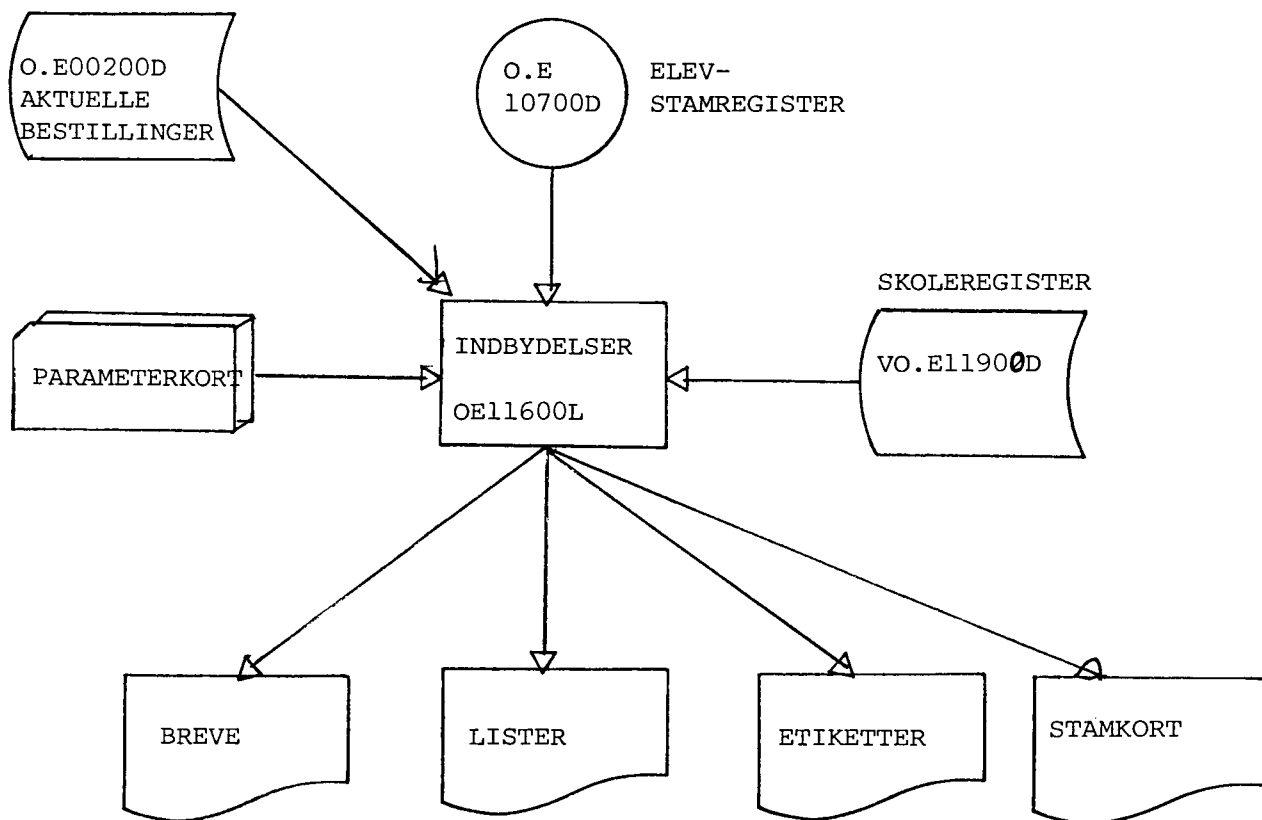 O.E00200D
AKTUELLE
BESTILLINGER
O.E
10700D
ELEV-
STAMREGISTER
SKOLEREGISTER
VO.E11900D
PARAMETERKORT
INDBYDELSER
OE11600L
BREVE
LISTER
ETIKETTER
STAMKORT